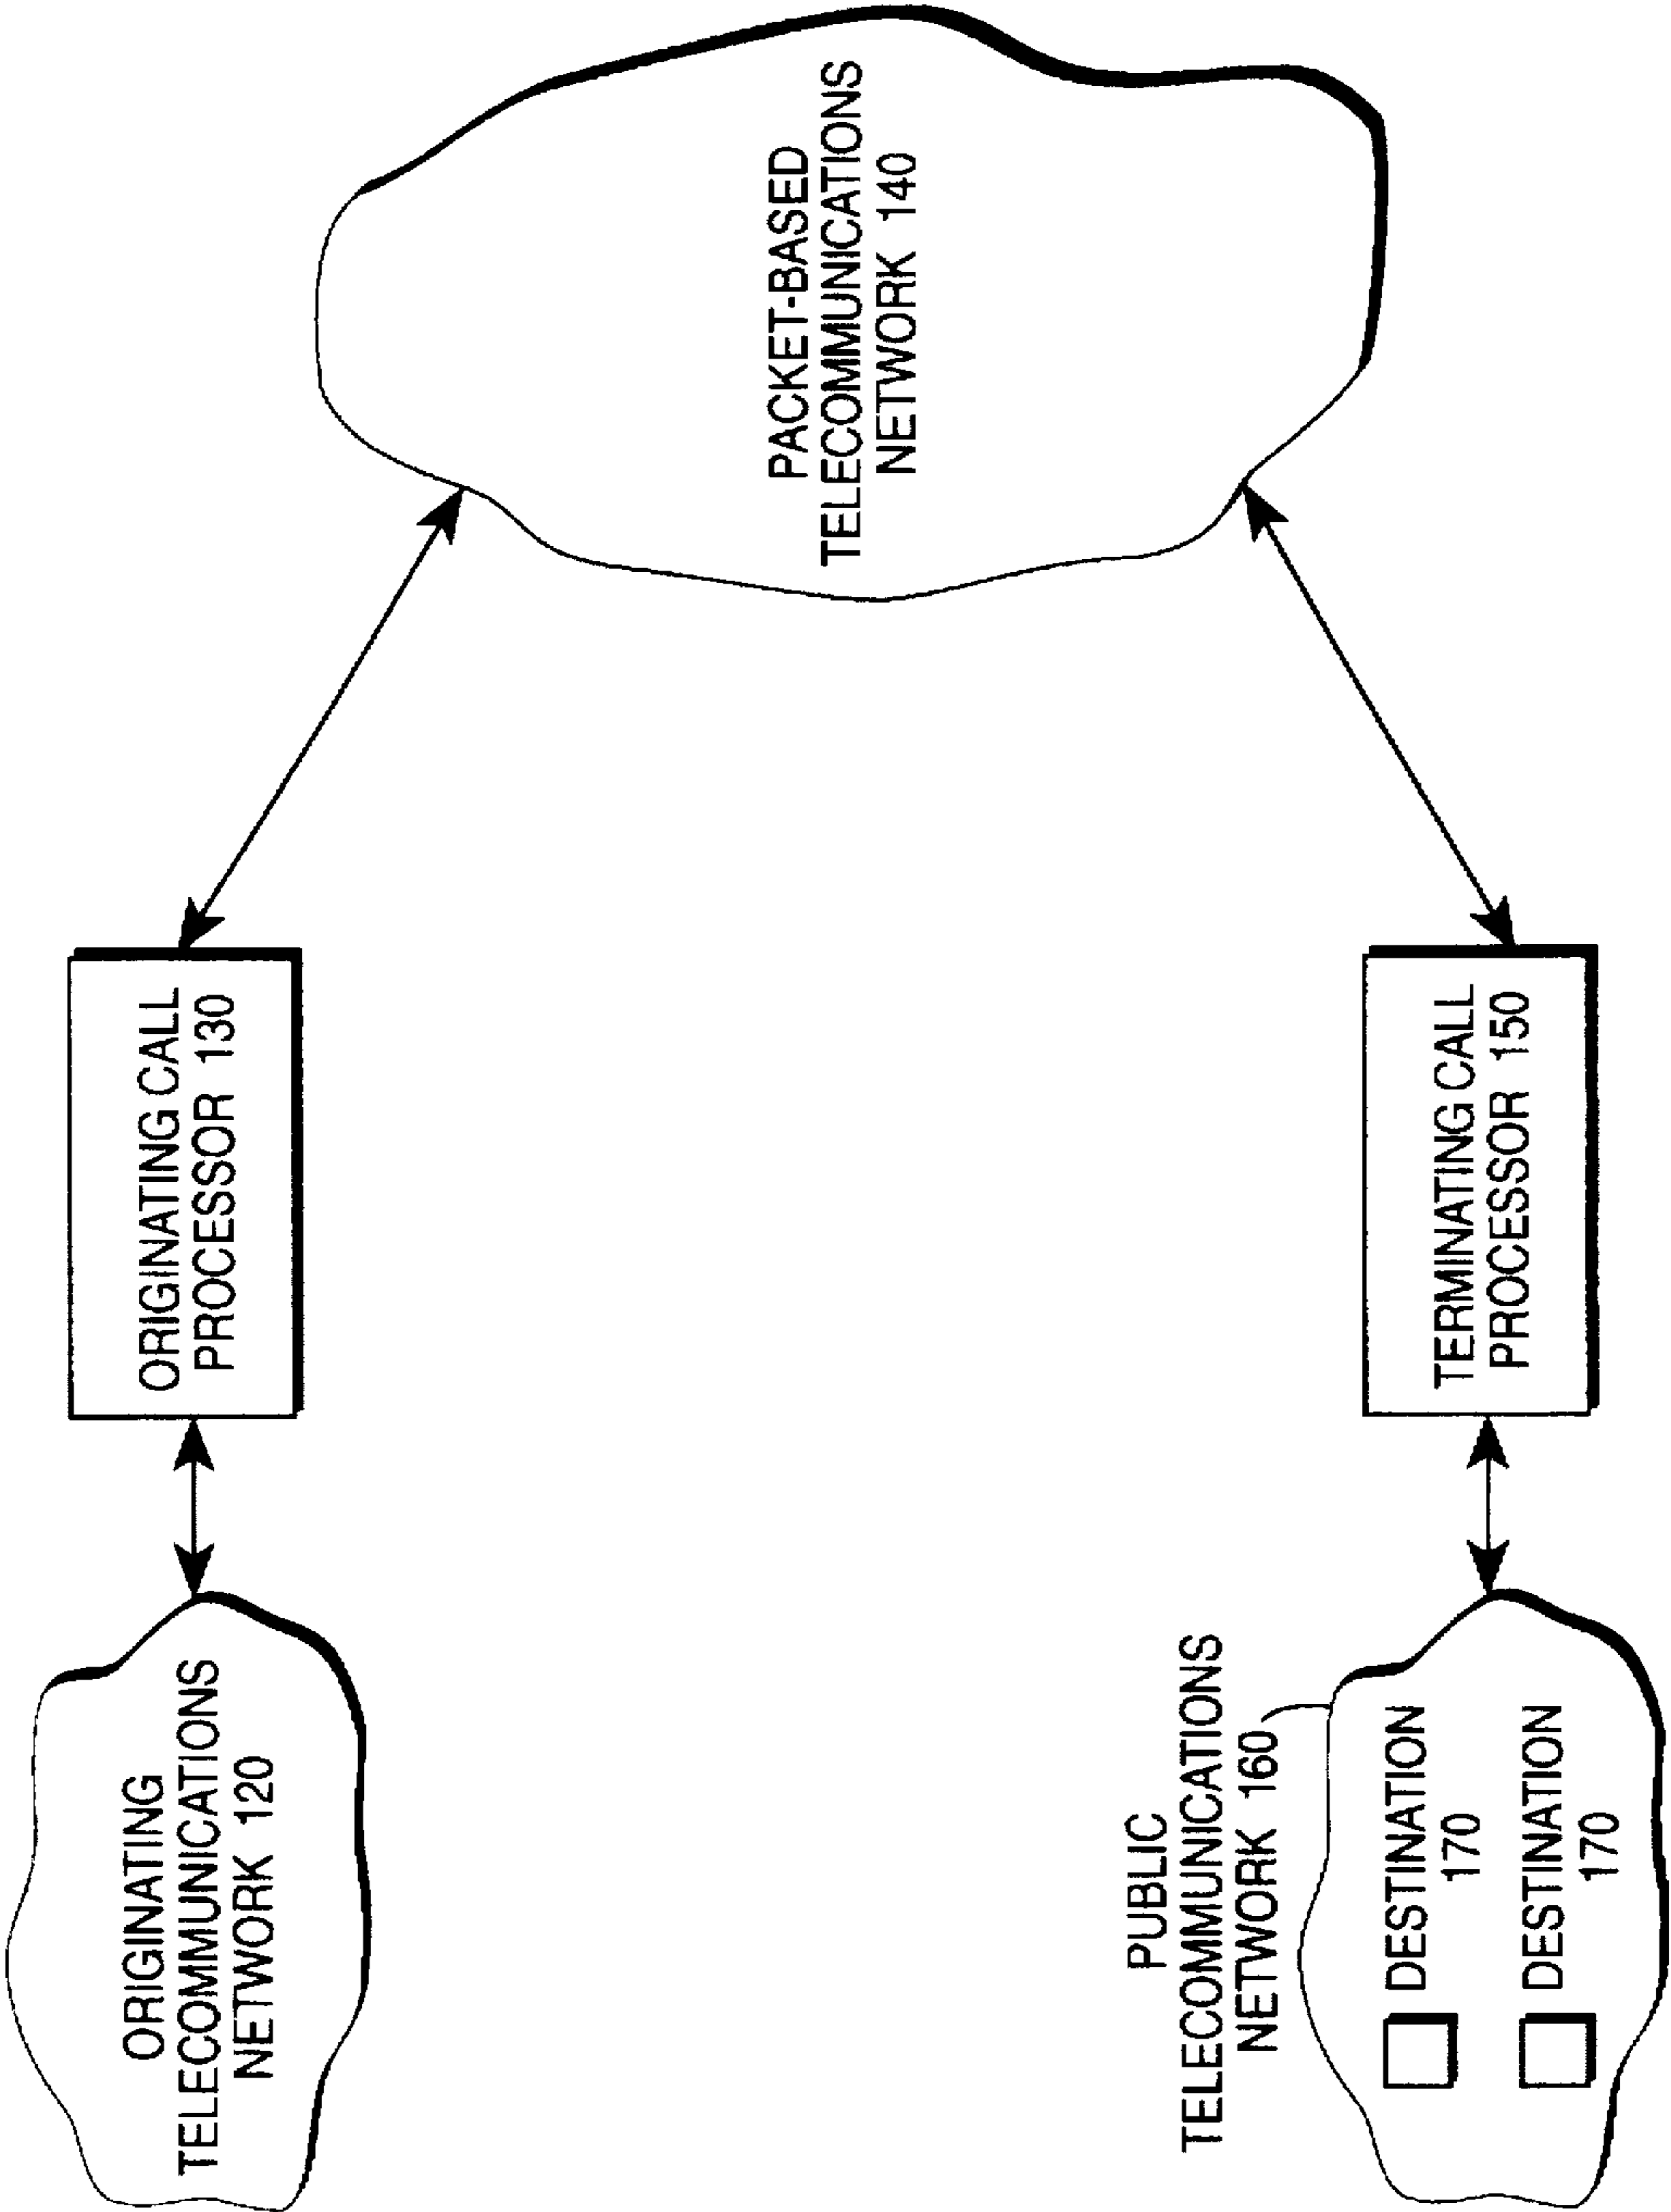 ORIGINATING
TELECOMMUNICATIONS
NETWORK 120
ORIGINATING CALL
PROCESSOR 130
PACKET-BASED
TELECOMMUNICATIONS
NETWORK 140
TERMINATING CALL
PROCESSOR 150
PUBLIC
TELECOMMUNICATIONS
NETWORK 160
DESTINATION
170
DESTINATION
170